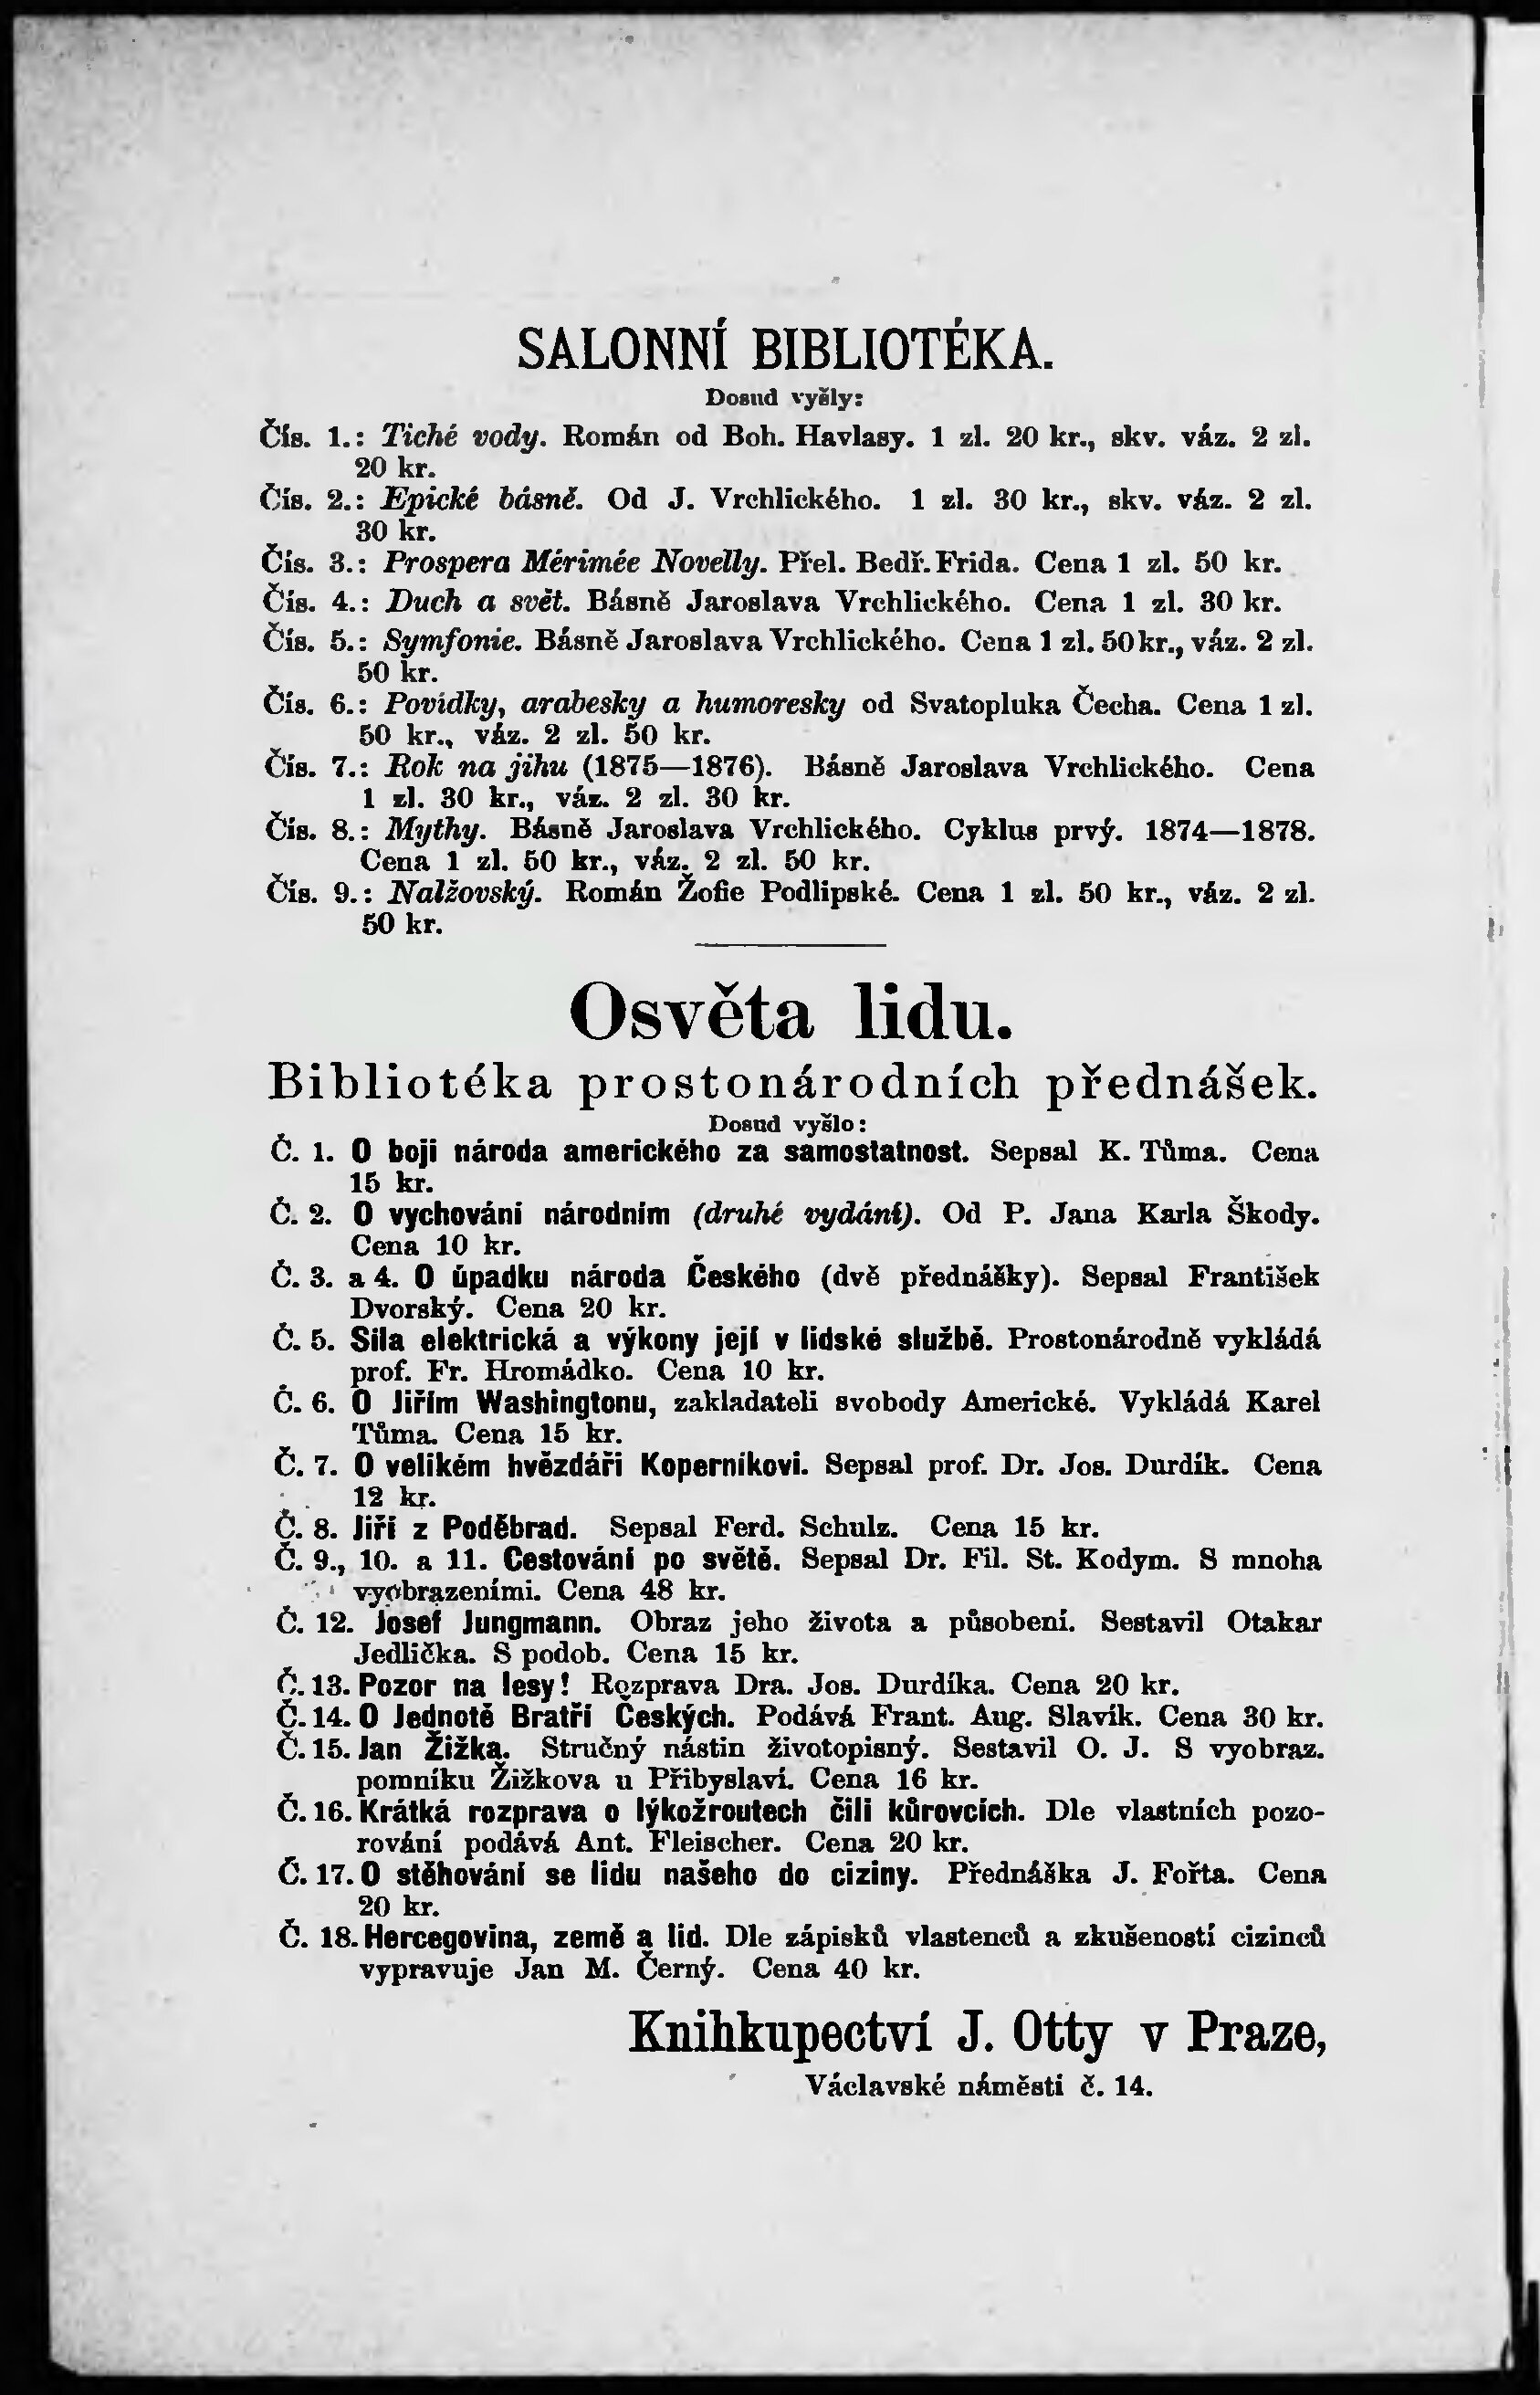 SALONNÍ BIBLIOTÉKA.
Dosud vyšly:
Čís. 1.: Tiché vody. Román od Boh. Havlasy. 1 zl. 20 kr., skv. váz. 2 zl.
20 kr.
Čís. 2.: Epické básně. Od J. Vrchlického. 1 zl. 30 kr., skv. váz. 2 zl.
30 kr.
Čís. 3.: Prospera Mérimée Novelly. Přel. Bedř. Frida. Cena 1 zl. 50 kr.
Čís. 4.: Duch a svět. Básně Jaroslava Vrchlického. Cena 1 zl. 30 kr.
Čís. 5.: Symfonie. Básně Jaroslava Vrchlického. Cena 1 zl. 50 kr., váz. 2 zl.
50 kr.
Čís. 6.: Povídky, arabesky a humoresky od Svatopluka Čecha. Cena 1 zl.
50 kr., váz. 2 zl. 50 kr.
Čís. 7.: Rok na jihu (1875—1876). Básně Jaroslava Vrchlického. Cena
1 zl. 30 kr., váz. 2 zl. 30 kr.
Čís. 8.: Mythy. Básně Jaroslava Vrchlického. Cyklus prvý. 1874—1878.
Cena 1 zl. 50 kr., váz. 2 zl. 50 kr.
Čís. 9.: Nalžovský. Román Žofie Podlipské. Cena 1 zl. 50 kr., váz. 2 zl.
50 kr.
Osvěta lidu.
Bibliotéka prostonárodních přednášek.
Dosud vyšlo:
Č. 1. O boji národa amerického za samostatnost. Sepsal K. Tůma. Cena
15 kr.
Č. 2. O vychování národním (druhé vydání). Od P. Jana Karla Škody.
Cena 10 kr.
Č. 3. a 4. O úpadku národa Českého (dvě přednášky). Sepsal František
Dvorský. Cena 20 kr.
Č. 5. Síla elektrická a výkony její v lidské službě. Prostonárodně vykládá
prof. Fr. Hromádko. Cena 10 kr.
Č. 6. O Jiřím Washingtonu, zakladateli svobody Americké. Vykládá Karel
Tůma. Cena 15 kr.
Č. 7. O velikém hvězdáři Koperníkovi. Sepsal prof. Dr. Jos. Durdík. Cena
12 kr.
Č. 8. Jiří z Poděbrad. Sepsal Ferd. Schulz. Cena 15 kr.
Č. 9., 10. a 11. Cestování po světě. Sepsal Dr. Fil. St. Kodym. S mnoha
vyobrazeními. Cena 48 kr.
Č. 12. Josef Jungmann. Obraz jeho života a působení. Sestavil Otakar
Jedlička. S podob. Cena 15 kr.
Č. 13. Pozor na lesy! Rozprava Dra. Jos. Durdíka. Cena 20 kr.
Č. 14. O Jednotě Bratří Českých. Podává Frant. Aug. Slavík. Cena 30 kr.
Č. 15. Jan Žižka. Stručný nástin životopisný. Sestavil O. J. S vyobraz.
pomníku Žižkova u Přibyslaví. Cena 16 kr.
Č. 16. Krátká rozprava o lýkožroutech čili kůrovcích. Dle vlastních pozo-
rování podává Ant. Fleischer. Cena 20 kr.
Č. 17. O stěhování se lidu našeho do ciziny. Přednáška J. Fořta. Cena
20 kr.
Č. 18. Hercegovina, země a lid. Dle zápisků vlastenců a zkušeností cizinců
vypravuje Jan M. Černý. Cena 40 kr.
Knihkupectví J. Otty v Praze,
Václavské náměstí č. 14.